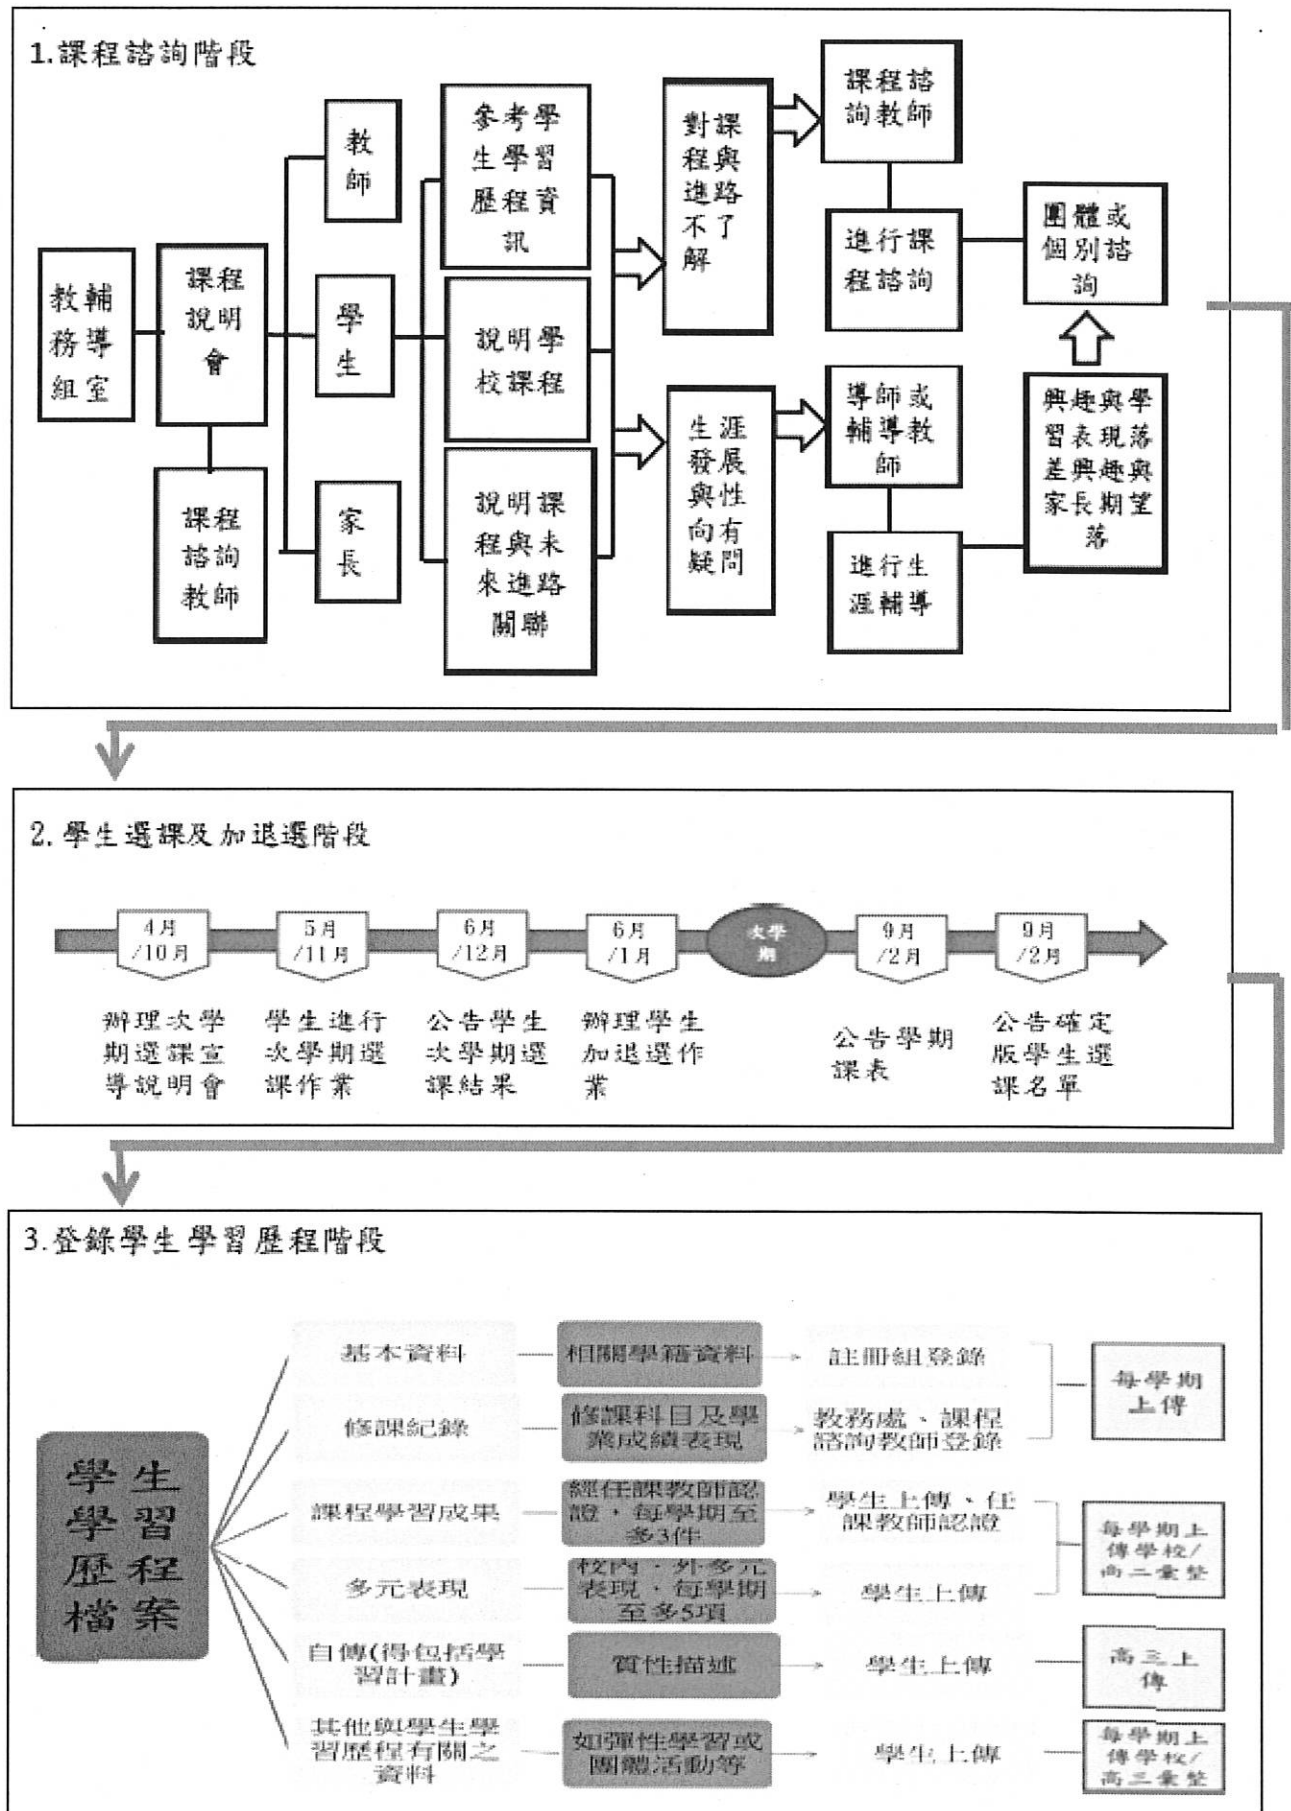 1.課程諮詢階段
教輔
務導
組室
課程
說明
會
課程
諮詢
教師
教
師
學
生
家
長
參考學
生學習
歷程資
訊
說明學
校課程
說明課
程與未
來進路
關聯
對課
程與
進路
不了
解
生涯
發展
與性
向有
疑問
課程諮
詢教師
進行課
程諮詢
導師或
輔導教
師
進行生
涯輔導
團體或
個別諮
詢
興趣與學
習表現落
差興趣與
家長期望
落
2.學生選課及加退選階段
4月
/10月
5月
/11月
6月
/12月
6月
/1月
次學
期
9月
/2月
9月
/2月
辦理次學
期選課宣
導說明會
學生進行
次學期選
課作業
公告學生
次學期選
課結果
辦理學生
加退選作
業
公告學期
課表
公告確定
版學生選
課名單
3.登錄學生學習歷程階段
學生
學習
歷程
檔案
基本資料
相關學籍資料
註冊組登錄
修課紀錄
修課科目及學
業成績表現
教務處、課程
諮詢教師登錄
每學期
上傳
課程學習成果
經任課教師認
證,每學期至
多3件
學生上傳、任
課教師認證
多元表現
校內、外多元
表現,每學期
至多5項
學生上傳
每學期上
傳學校/
高二彙整
自傳(得包括學
習計畫)
質性描述
學生上傳
高三上
傳
其他與學生學
習歷程有關之
資料
如彈性學習或
團體活動等
學生上傳
每學期上
傳學校/
高三彙整